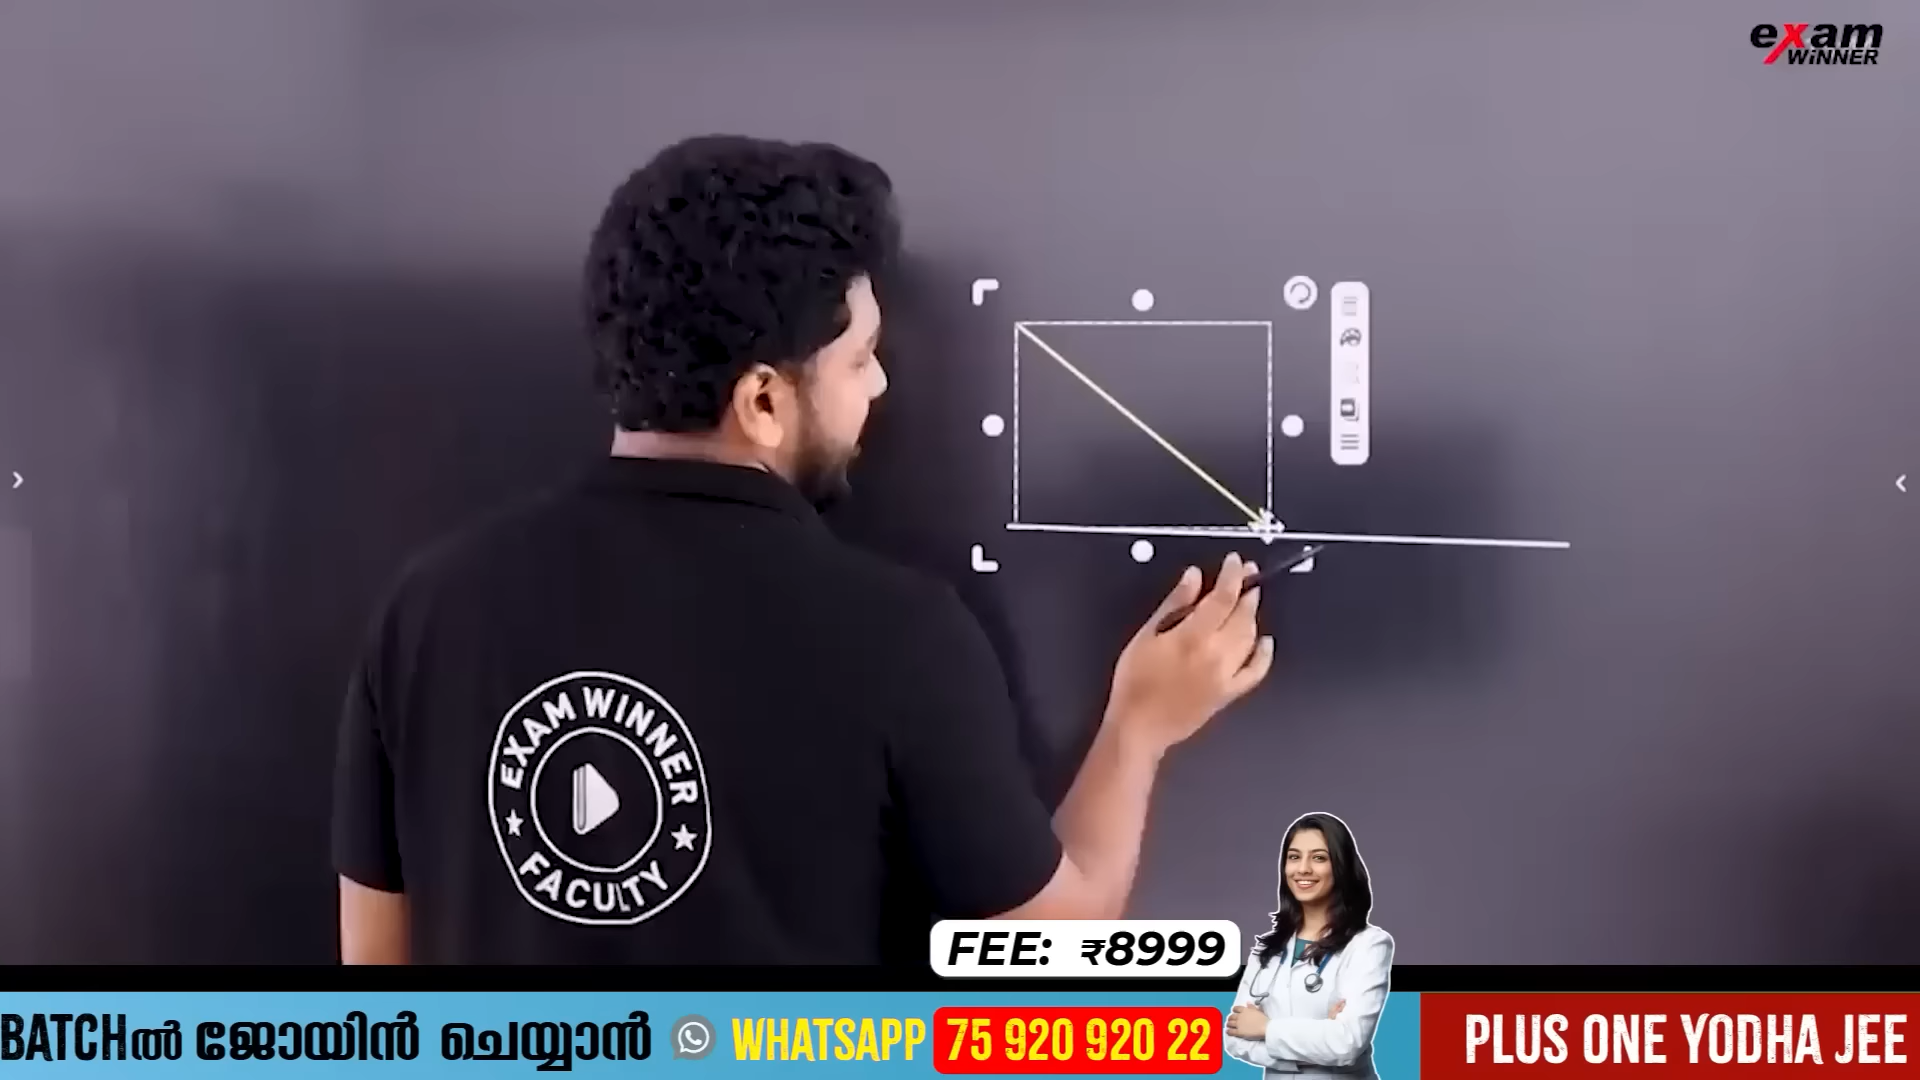 exam
WINNER
EXAM WINNER
FACULTY
FEE: ₹8999
BATCHൽ ജോയിൻ ചെയ്യാൻ WHATSAPP 75 920 920 22
PLUS ONE YODHA JEE